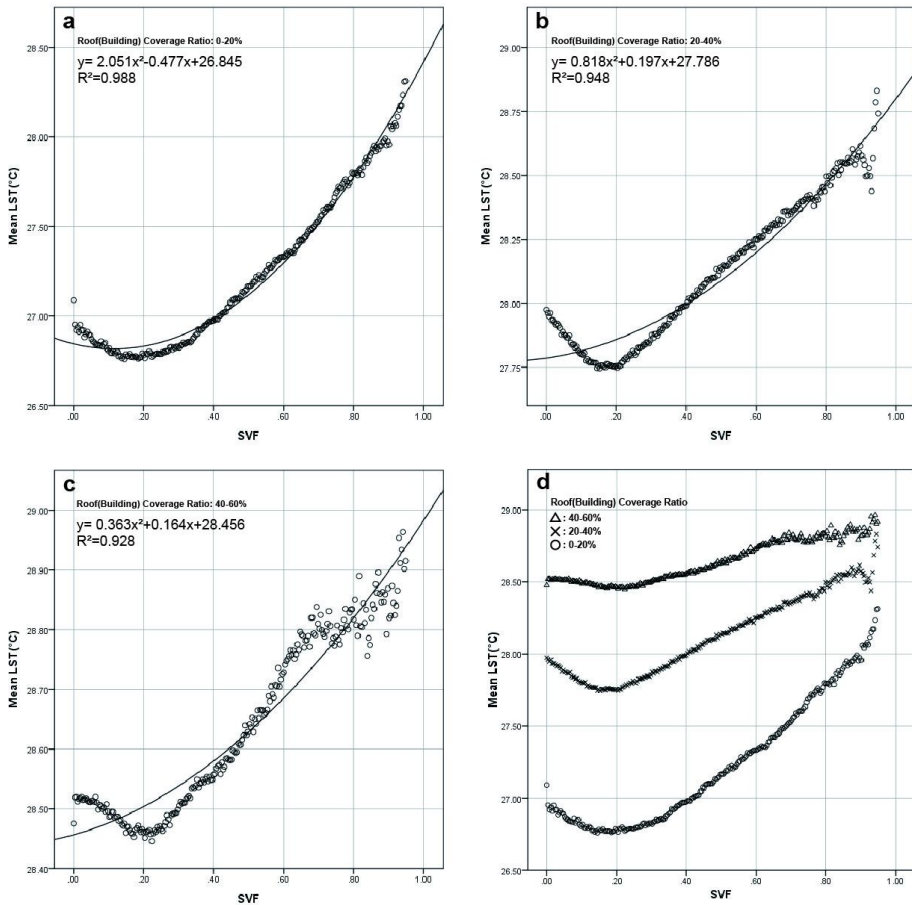 a
Roof(Building) Coverage Ratio: 0-20%
y= 2.051x²-0.477x+26.845
R²=0.988
28.50
28.00
27.50
27.00
26.50
Mean LST(°C)
.00 .20 .40 .60 .80 1.00
SVF
b
Roof(Building) Coverage Ratio: 20-40%
y= 0.818x²+0.197x+27.786
R²=0.948
29.00
28.75
28.50
28.25
28.00
27.75
Mean LST(°C)
.00 .20 .40 .60 .80 1.00
SVF
c
Roof(Building) Coverage Ratio: 40-60%
y= 0.363x²+0.164x+28.456
R²=0.928
29.00
28.90
28.80
28.70
28.60
28.50
28.40
Mean LST(°C)
.00 .20 .40 .60 .80 1.00
SVF
d
Roof(Building) Coverage Ratio
△: 40-60%
×: 20-40%
○: 0-20%
29.00
28.50
28.00
27.50
27.00
26.50
Mean LST(°C)
.00 .20 .40 .60 .80 1.00
SVF